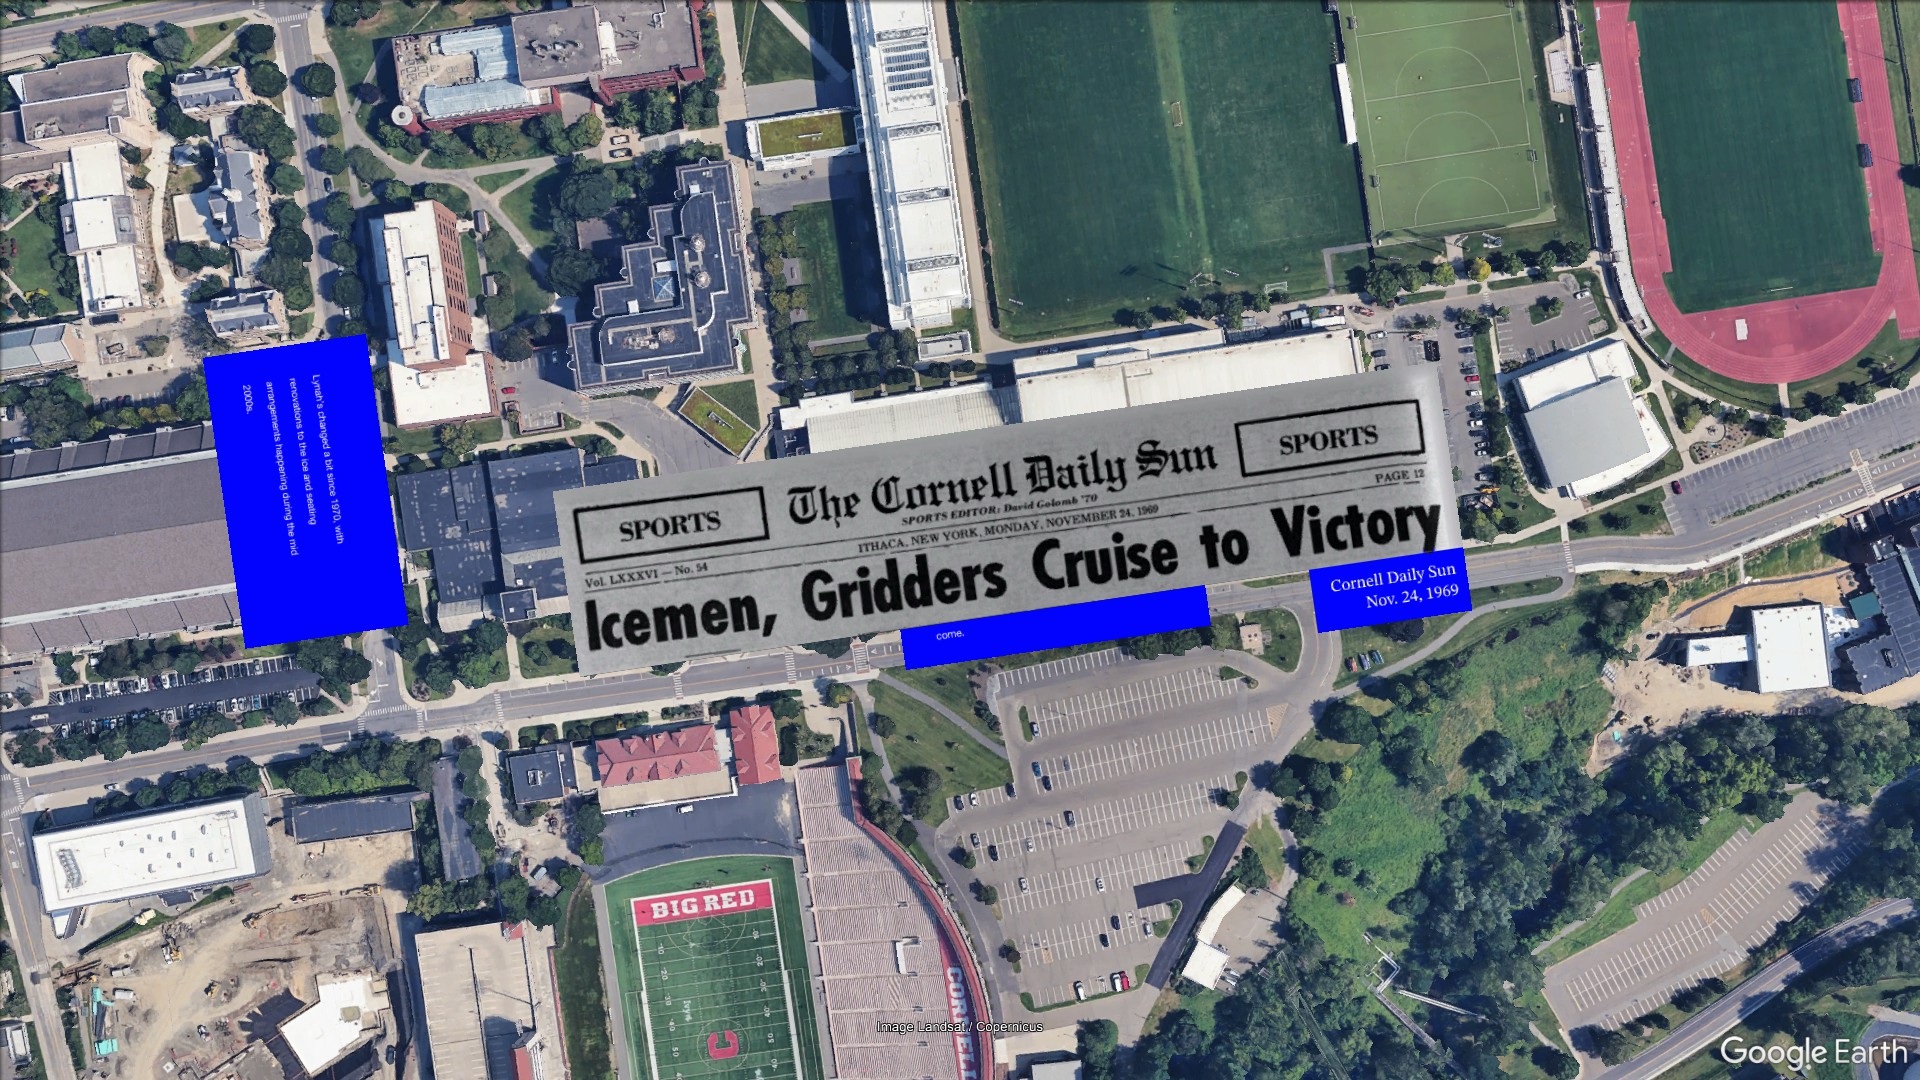 Lynah's changed a bit since 1970, with
renovations to the ice and seating
arrangements happening during the mid
2000s.
SPORTS
The Cornell Daily Sun
SPORTS
SPORTS EDITOR: David Golomb '70
Vol. LXXXVI — No. 54
ITHACA, NEW YORK, MONDAY, NOVEMBER 24, 1969
PAGE 12
Icemen, Gridders Cruise to Victory
come.
Cornell Daily Sun
Nov. 24, 1969
BIG RED
C
CORNELL
Image Landsat / Copernicus
Google Earth